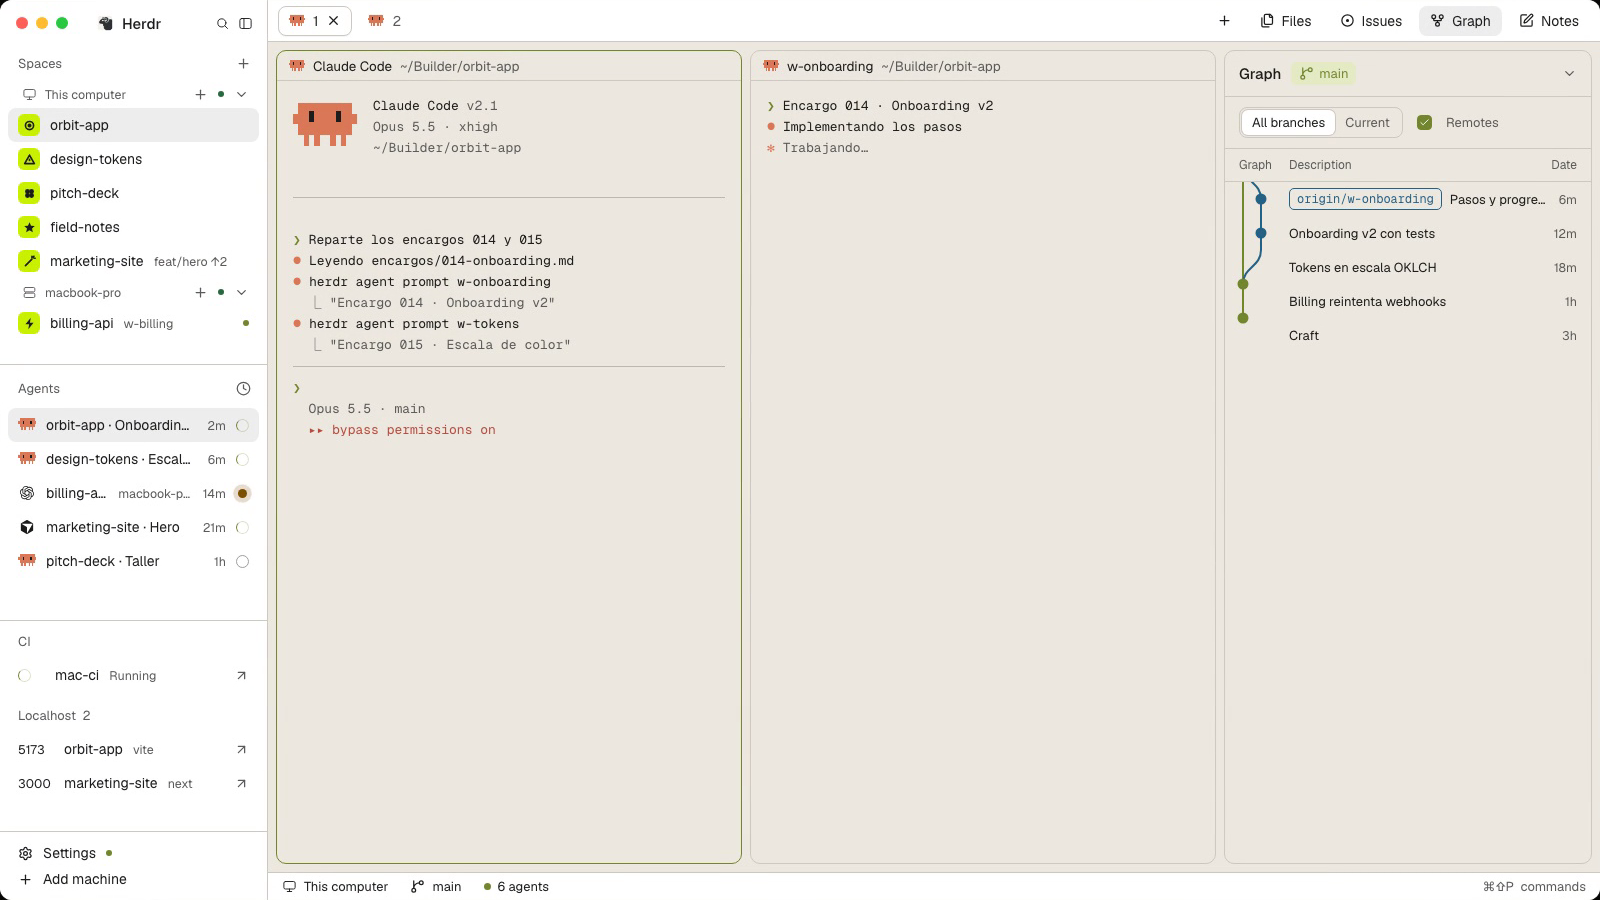 Herdr
Spaces
This computer
orbit-app
design-tokens
pitch-deck
field-notes
marketing-site feat/hero ↑2
macbook-pro
billing-api w-billing
Agents
orbit-app · Onboardin… 2m
design-tokens · Escal… 6m
billing-a… macbook-p… 14m
marketing-site · Hero 21m
pitch-deck · Taller 1h
CI
mac-ci Running
Localhost 2
5173 orbit-app vite
3000 marketing-site next
Settings
Add machine
1 2
Files Issues Graph Notes
Claude Code ~/Builder/orbit-app
Claude Code v2.1
Opus 5.5 · xhigh
~/Builder/orbit-app
❯ Reparte los encargos 014 y 015
● Leyendo encargos/014-onboarding.md
● herdr agent prompt w-onboarding
⎿ "Encargo 014 · Onboarding v2"
● herdr agent prompt w-tokens
⎿ "Encargo 015 · Escala de color"
❯
Opus 5.5 · main
▸▸ bypass permissions on
w-onboarding ~/Builder/orbit-app
❯ Encargo 014 · Onboarding v2
● Implementando los pasos
✻ Trabajando…
Graph main
All branches Current Remotes
Graph Description Date
origin/w-onboarding Pasos y progre… 6m
Onboarding v2 con tests 12m
Tokens en escala OKLCH 18m
Billing reintenta webhooks 1h
Craft 3h
This computer main 6 agents
⌘⇧P commands